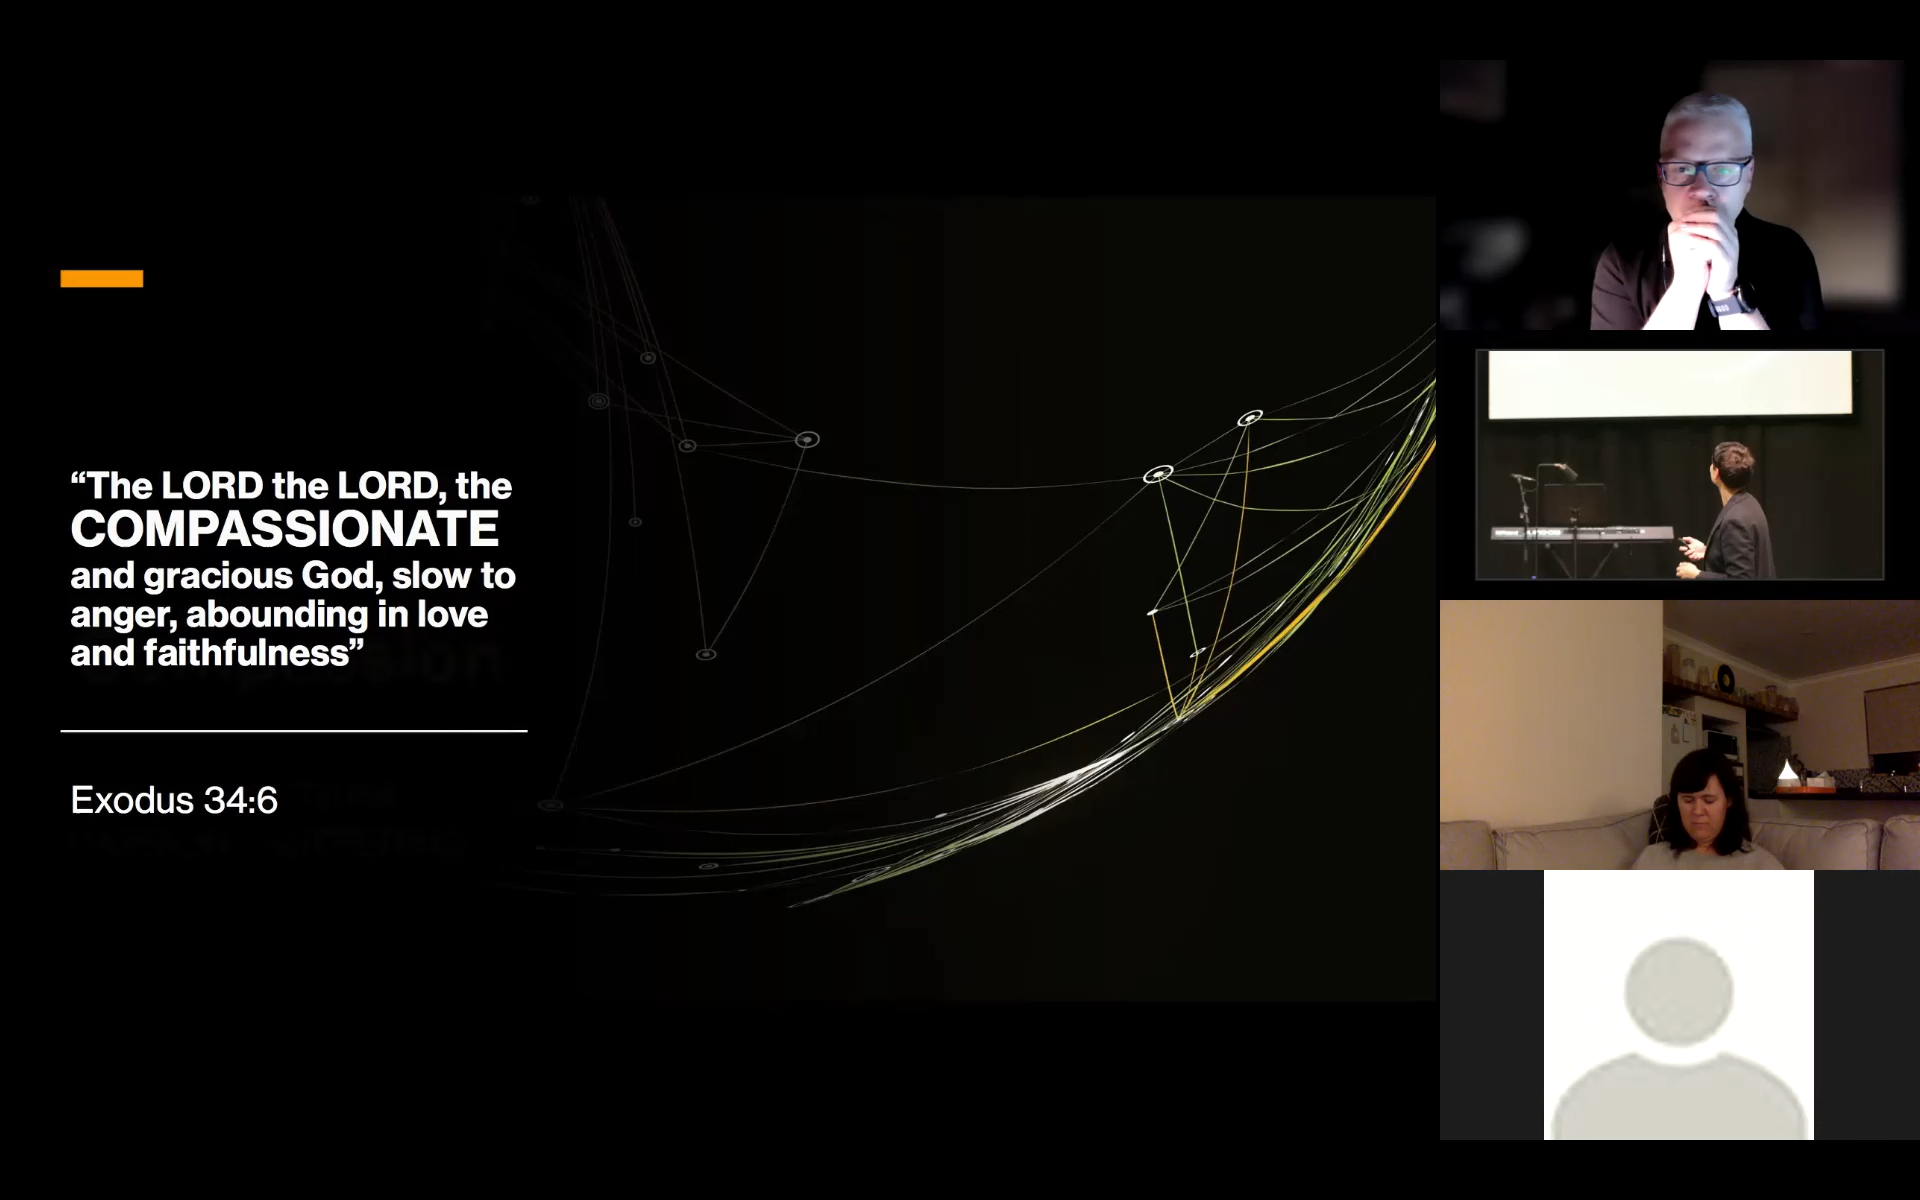 “The LORD the LORD, the
COMPASSIONATE
and gracious God, slow to
anger, abounding in love
and faithfulness”
Exodus 34:6